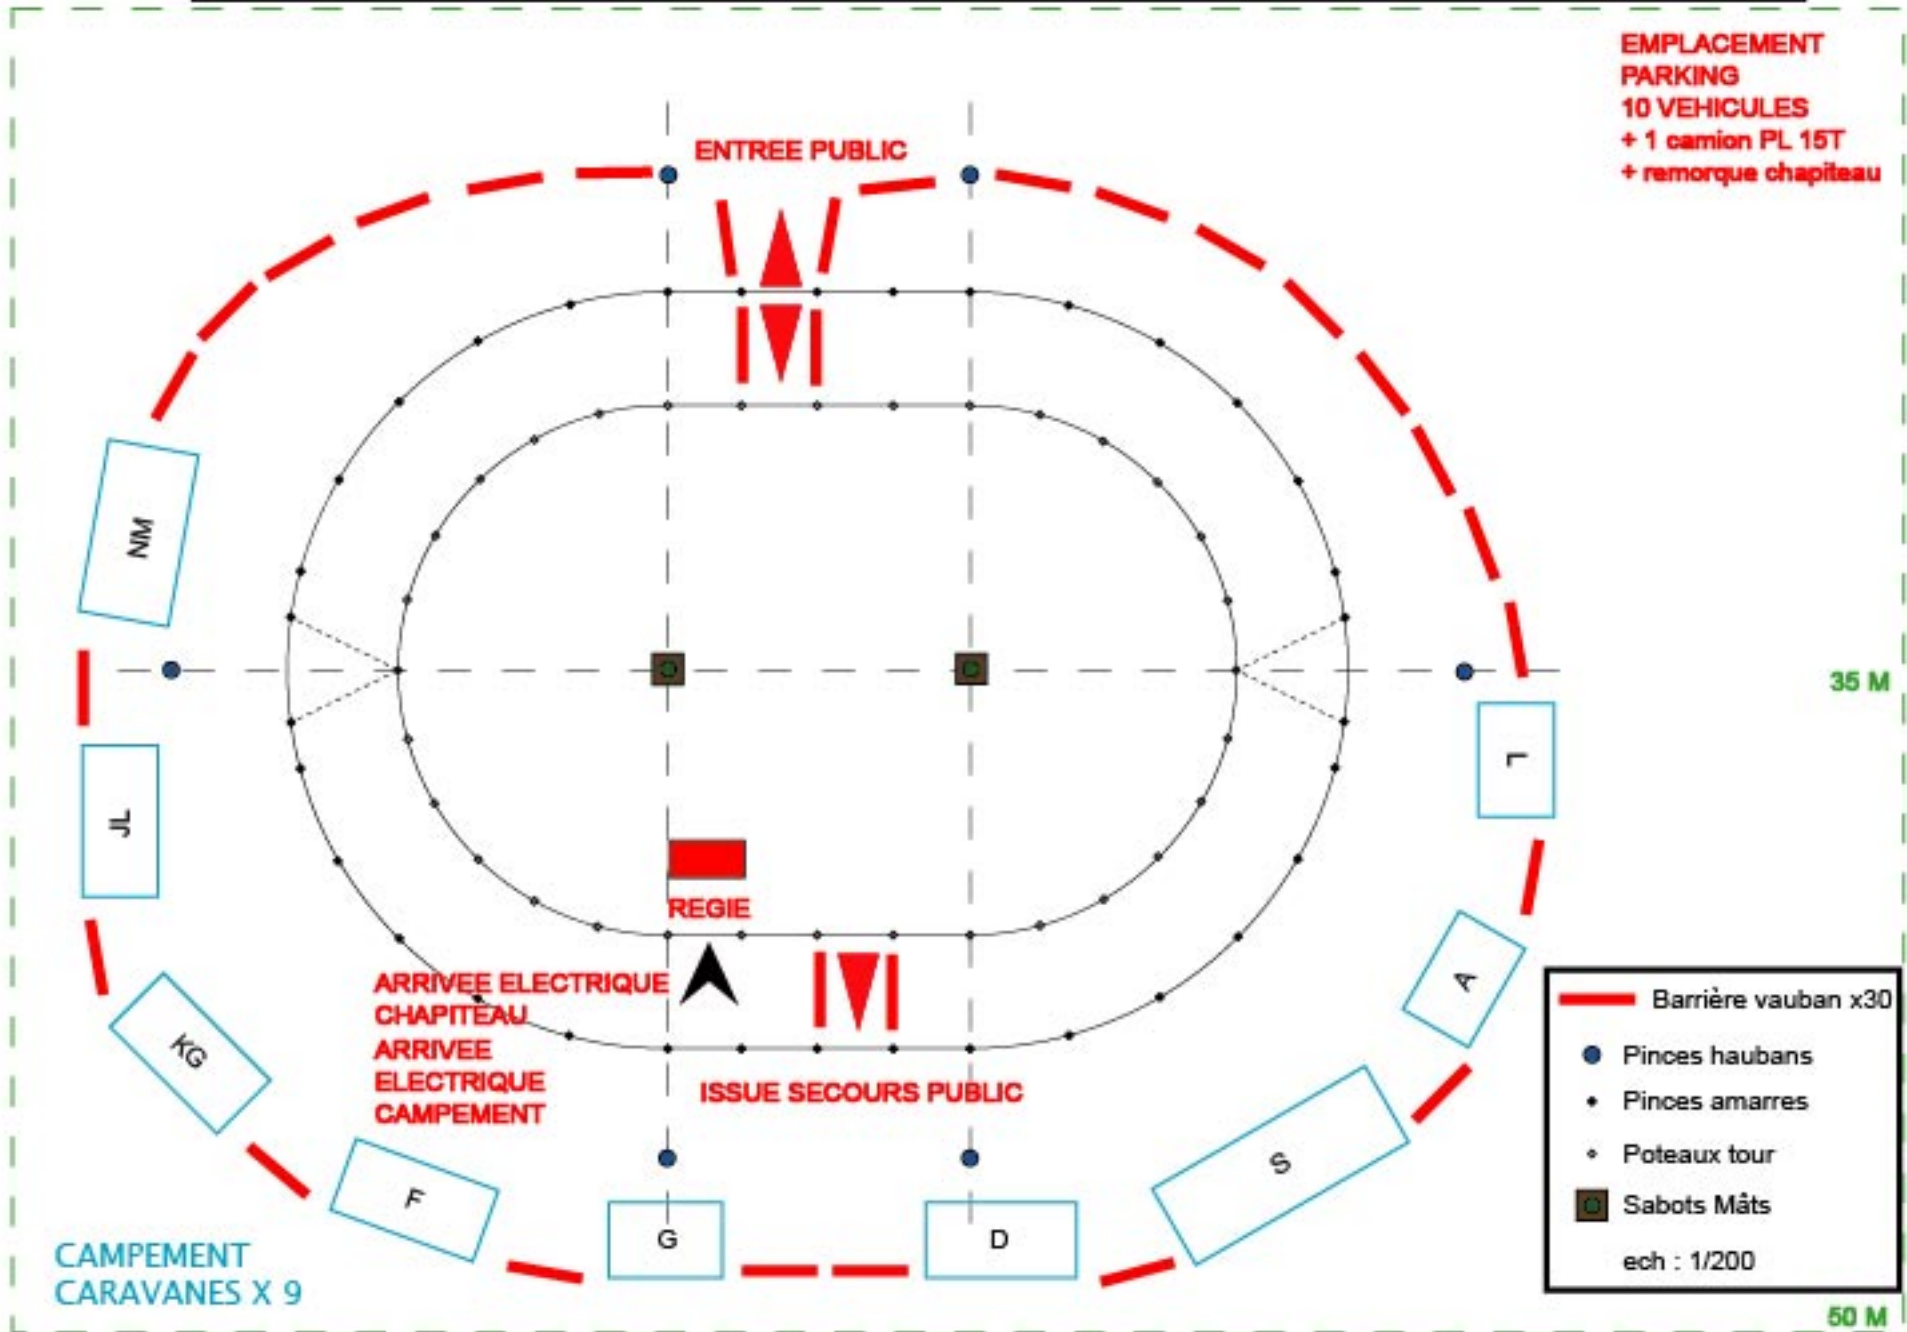 EMPLACEMENT
PARKING
10 VEHICULES
+ 1 camion PL 15T
+ remorque chapiteau
ENTREE PUBLIC
NM
35 M
L
JL
REGIE
A
ARRIVEE ELECTRIQUE
CHAPITEAU
ARRIVEE
ELECTRIQUE
CAMPEMENT
KG
ISSUE SECOURS PUBLIC
S
F
G
D
CAMPEMENT
CARAVANES X 9
Barrière vauban x30
Pinces haubans
Pinces amarres
Poteaux tour
Sabots Mâts
ech : 1/200
50 M